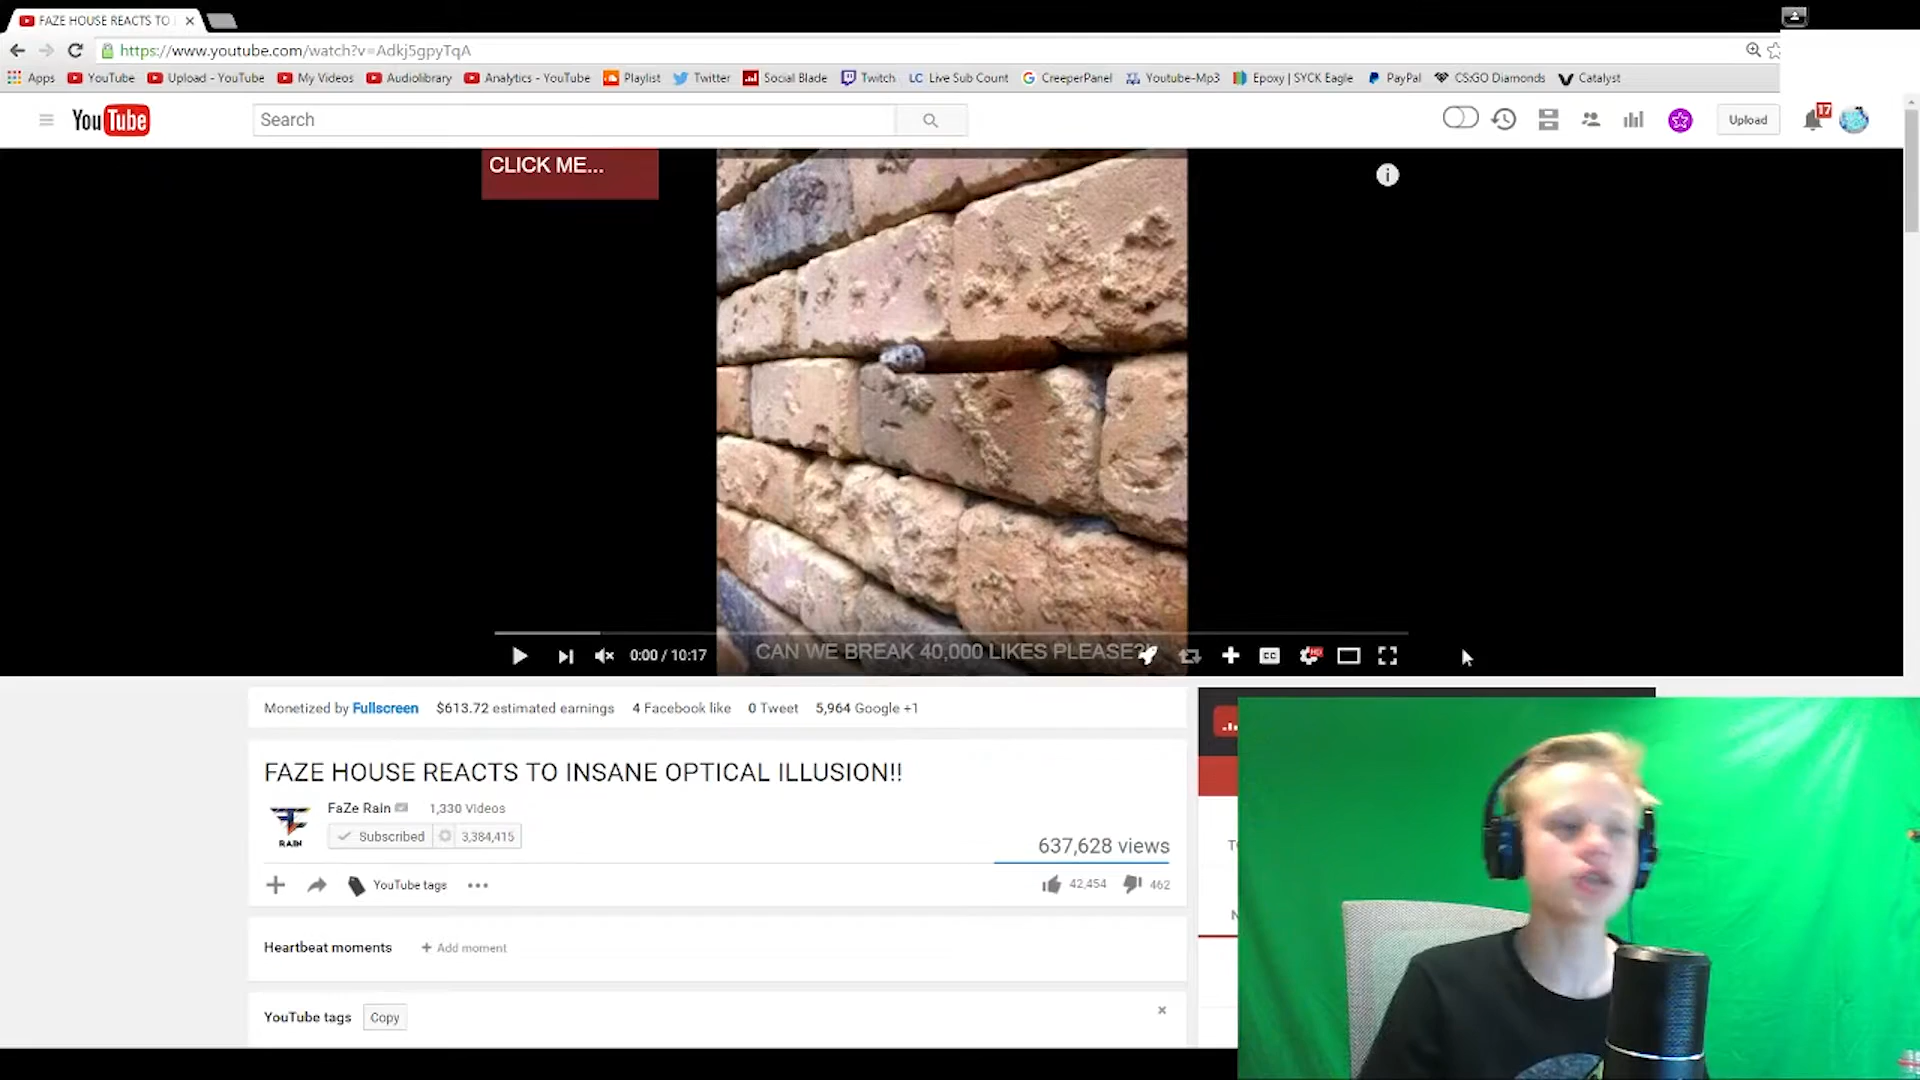 FAZE HOUSE REACTS TO
https://www.youtube.com/watch?v=Adkj5gpyTqA
Apps YouTube Upload - YouTube My Videos Audiolibrary Analytics - YouTube Playlist Twitter Social Blade Twitch LC Live Sub Count CreeperPanel Youtube-Mp3 Epoxy | SYCK Eagle PayPal CS:GO Diamonds Catalyst
YouTube Search Upload 17
CLICK ME...
0:00 / 10:17 CAN WE BREAK 40,000 LIKES PLEASE?! CC HD
Monetized by Fullscreen $613.72 estimated earnings 4 Facebook like 0 Tweet 5,964 Google +1
FAZE HOUSE REACTS TO INSANE OPTICAL ILLUSION!!
FaZe Rain 1,330 Videos
RAIN Subscribed 3,384,415
637,628 views
YouTube tags 42,454 462
Heartbeat moments + Add moment
YouTube tags Copy